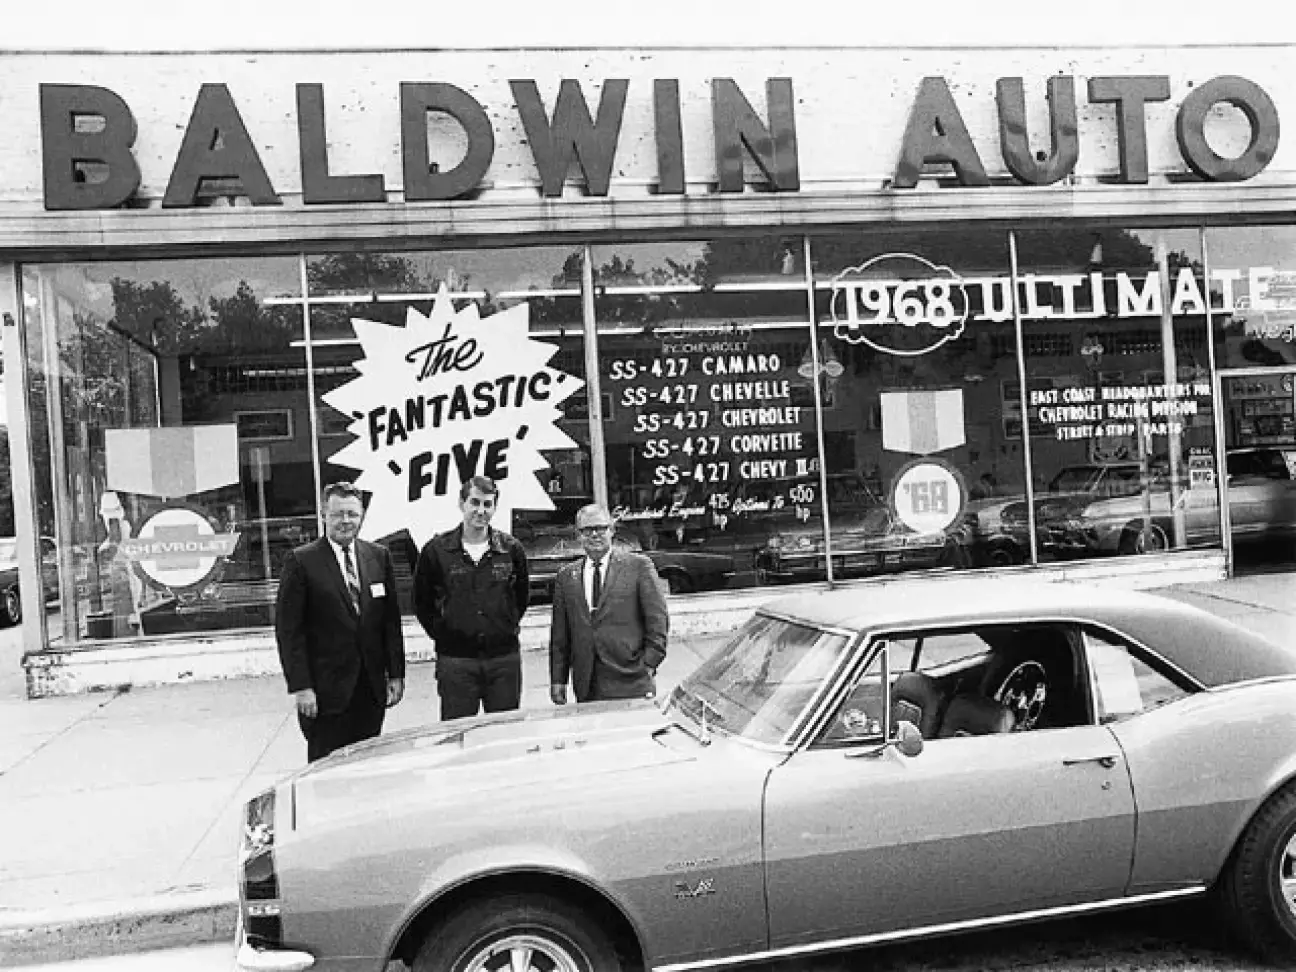 BALDWIN AUTO
The
'FANTASTIC'
'FIVE'
BY CHEVROLET
SS-427 CAMARO
SS-427 CHEVELLE
SS-427 CHEVROLET
SS-427 CORVETTE
SS-427 CHEVY II
Standard Engine 425 hp Options To 500 hp
1968 ULTIMATE
EAST COAST HEADQUARTERS FOR
CHEVROLET RACING DIVISION
STREET & STRIP PARTS
CHEVROLET
'68